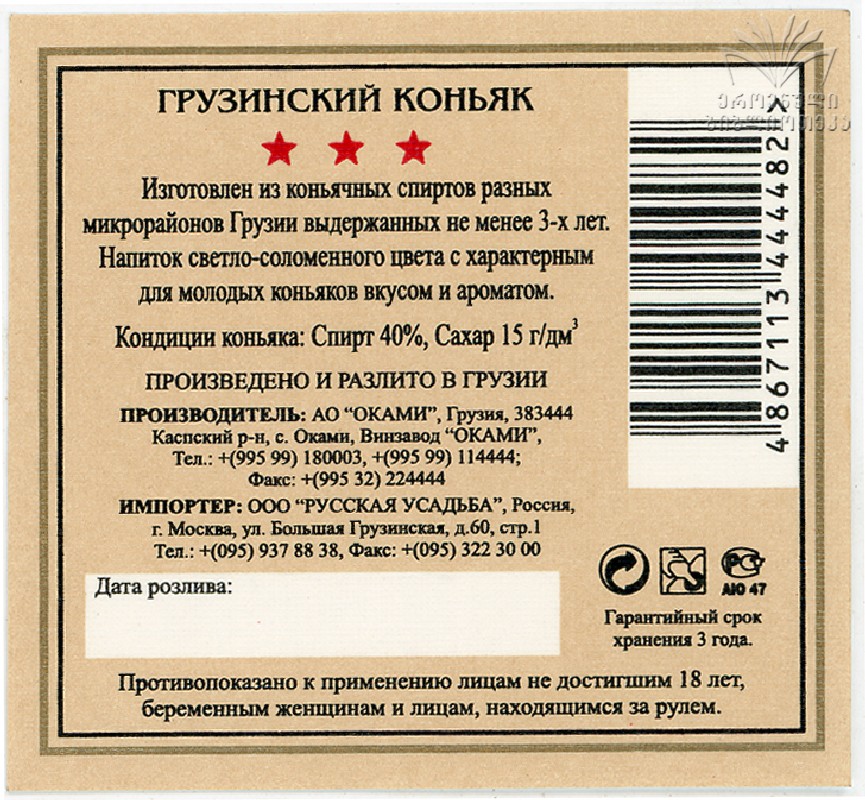 ГРУЗИНСКИЙ КОНЬЯК
Изготовлен из коньячных спиртов разных
микрорайонов Грузии выдержанных не менее 3-х лет.
Напиток светло-соломенного цвета с характерным
для молодых коньяков вкусом и ароматом.
Кондиции коньяка: Спирт 40%, Сахар 15 г/дм³
ПРОИЗВЕДЕНО И РАЗЛИТО В ГРУЗИИ
ПРОИЗВОДИТЕЛЬ: АО “ОКАМИ”, Грузия, 383444
Каспский р-н, с. Оками, Винзавод “ОКАМИ”,
Тел.: +(995 99) 180003, +(995 99) 114444;
Факс: +(995 32) 224444
ИМПОРТЕР: ООО “РУССКАЯ УСАДЬБА”, Россия,
г. Москва, ул. Большая Грузинская, д.60, стр.1
Тел.: +(095) 937 88 38, Факс: +(095) 322 30 00
Дата розлива:
4 867113 444482 >
РСТ
АЮ 47
Гарантийный срок
хранения 3 года.
Противопоказано к применению лицам не достигшим 18 лет,
беременным женщинам и лицам, находящимся за рулем.